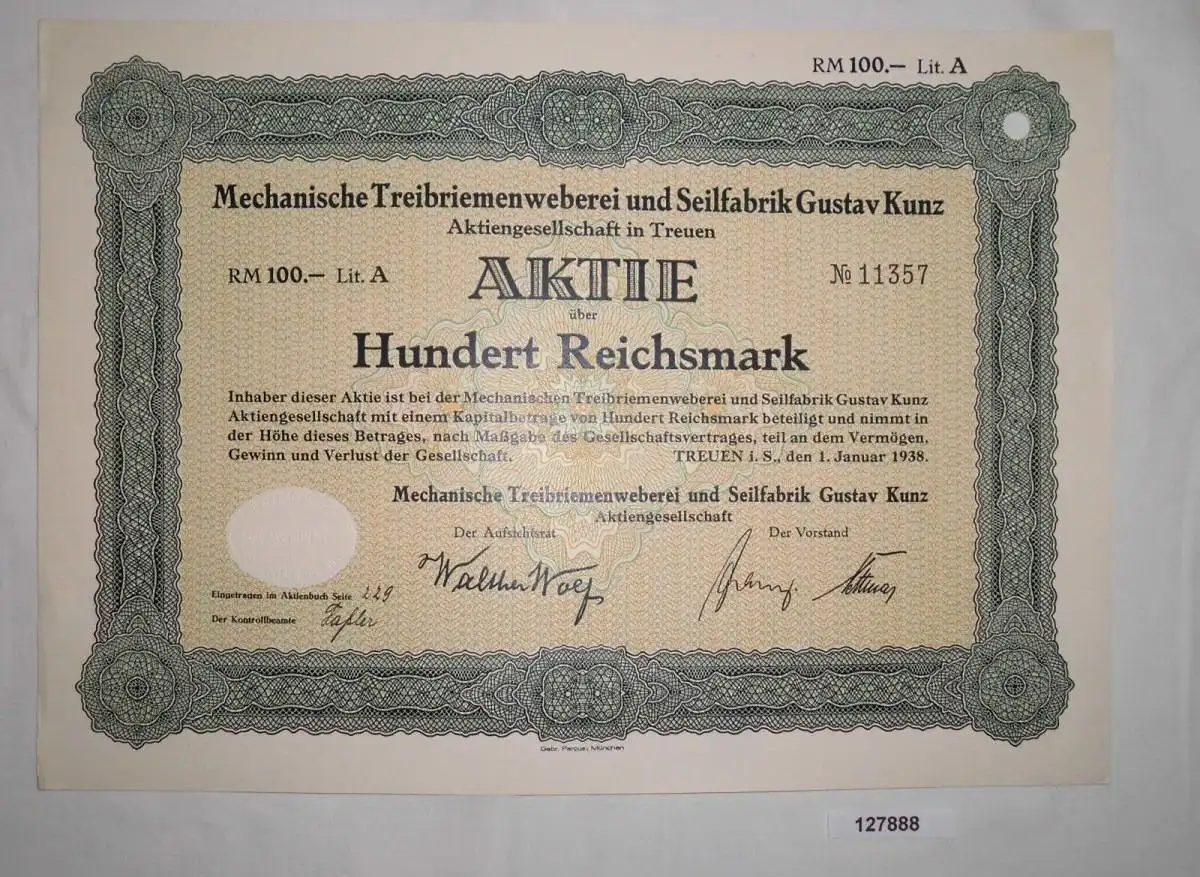 RM 100.— Lit. A
Mechanische Treibriemenweberei und Seilfabrik Gustav Kunz
Aktiengesellschaft in Treuen
RM 100.— Lit. A
AKTIE
№ 11357
über
Hundert Reichsmark
Inhaber dieser Aktie ist bei der Mechanischen Treibriemenweberei und Seilfabrik Gustav Kunz
Aktiengesellschaft mit einem Kapitalbetrage von Hundert Reichsmark beteiligt und nimmt in
der Höhe dieses Betrages, nach Maßgabe des Gesellschaftsvertrages, teil an dem Vermögen,
Gewinn und Verlust der Gesellschaft. TREUEN i. S., den 1. Januar 1938.
Mechanische Treibriemenweberei und Seilfabrik Gustav Kunz
Aktiengesellschaft
Der Aufsichtsrat Der Vorstand
Walther Wolf
Eingetragen im Aktienbuch Seite 229
Der Kontrollbeamte
Gebr. Parcus, München
127888